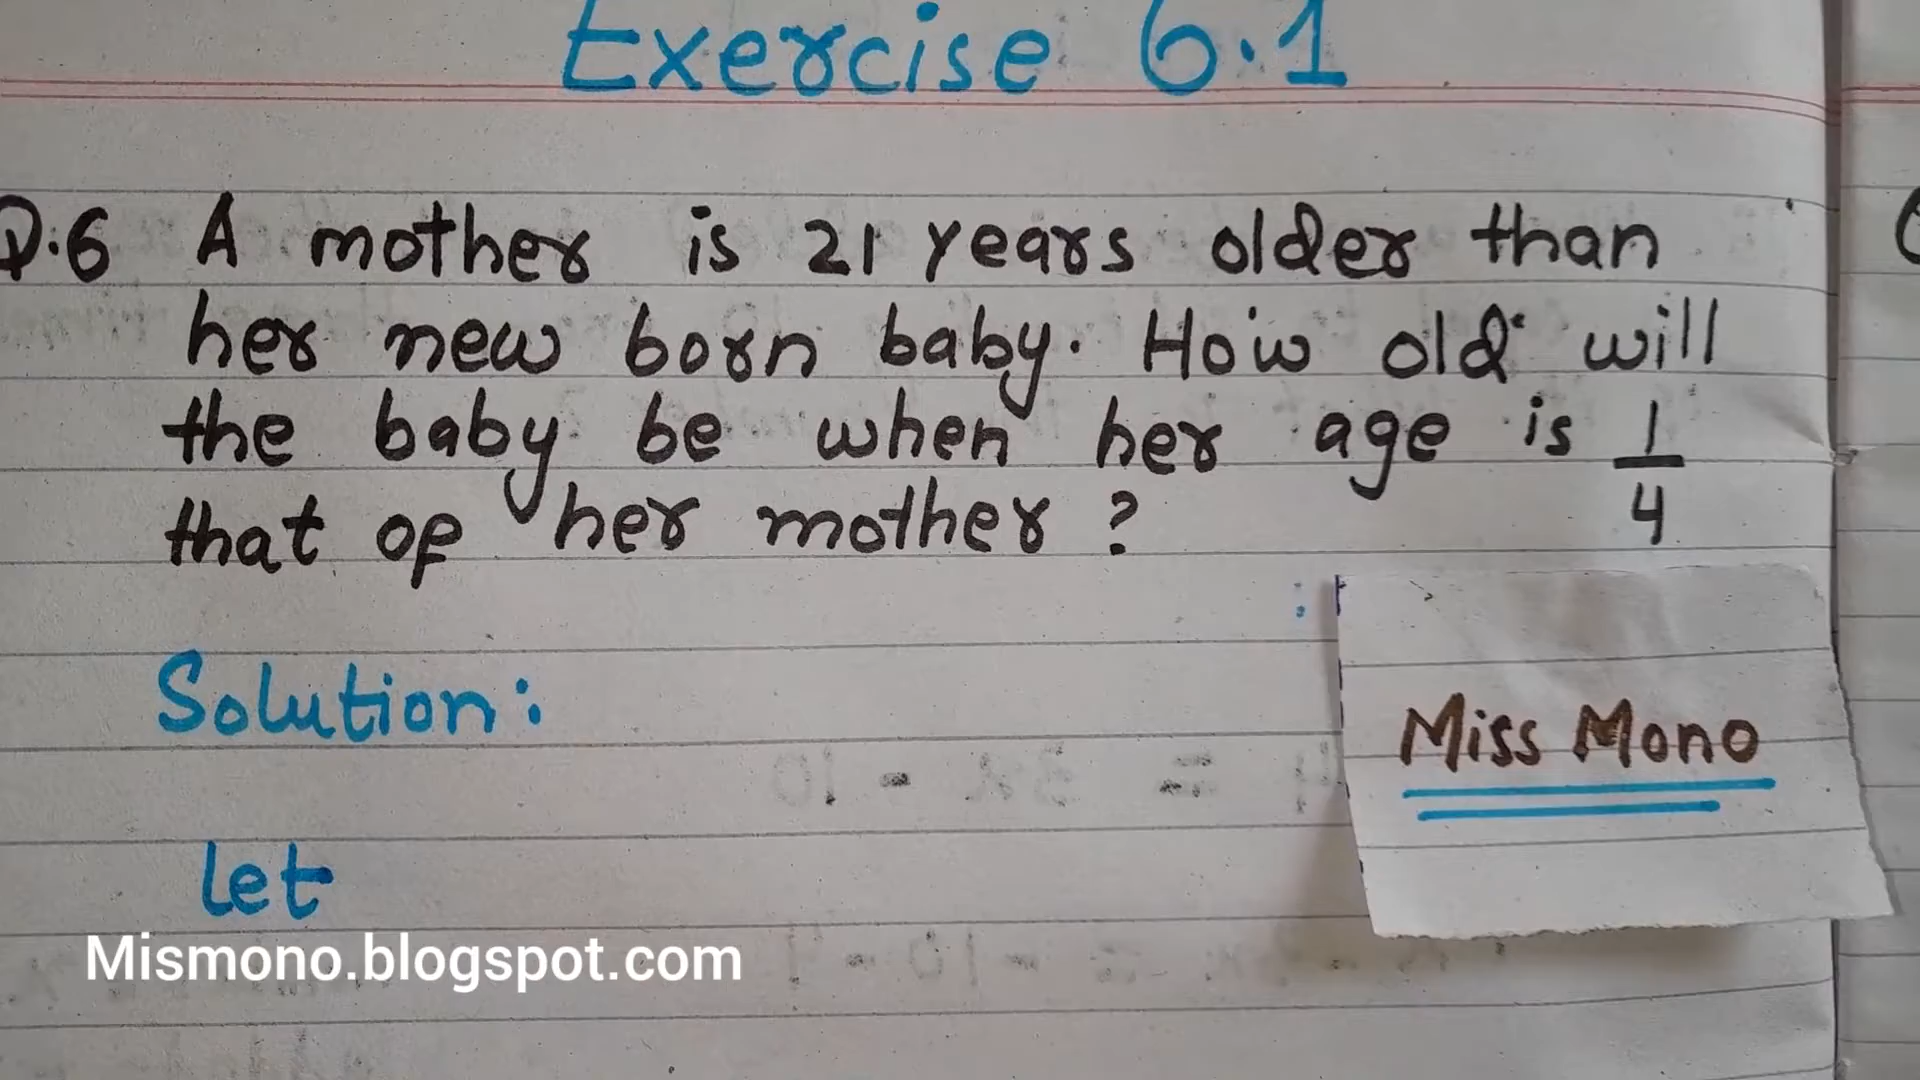 Exercise 6.1
Q.6 A mother is 21 years older than
her new born baby. How old will
the baby be when her age is 1/4
that of her mother?
Solution:
Miss Mono
let
Mismono.blogspot.com